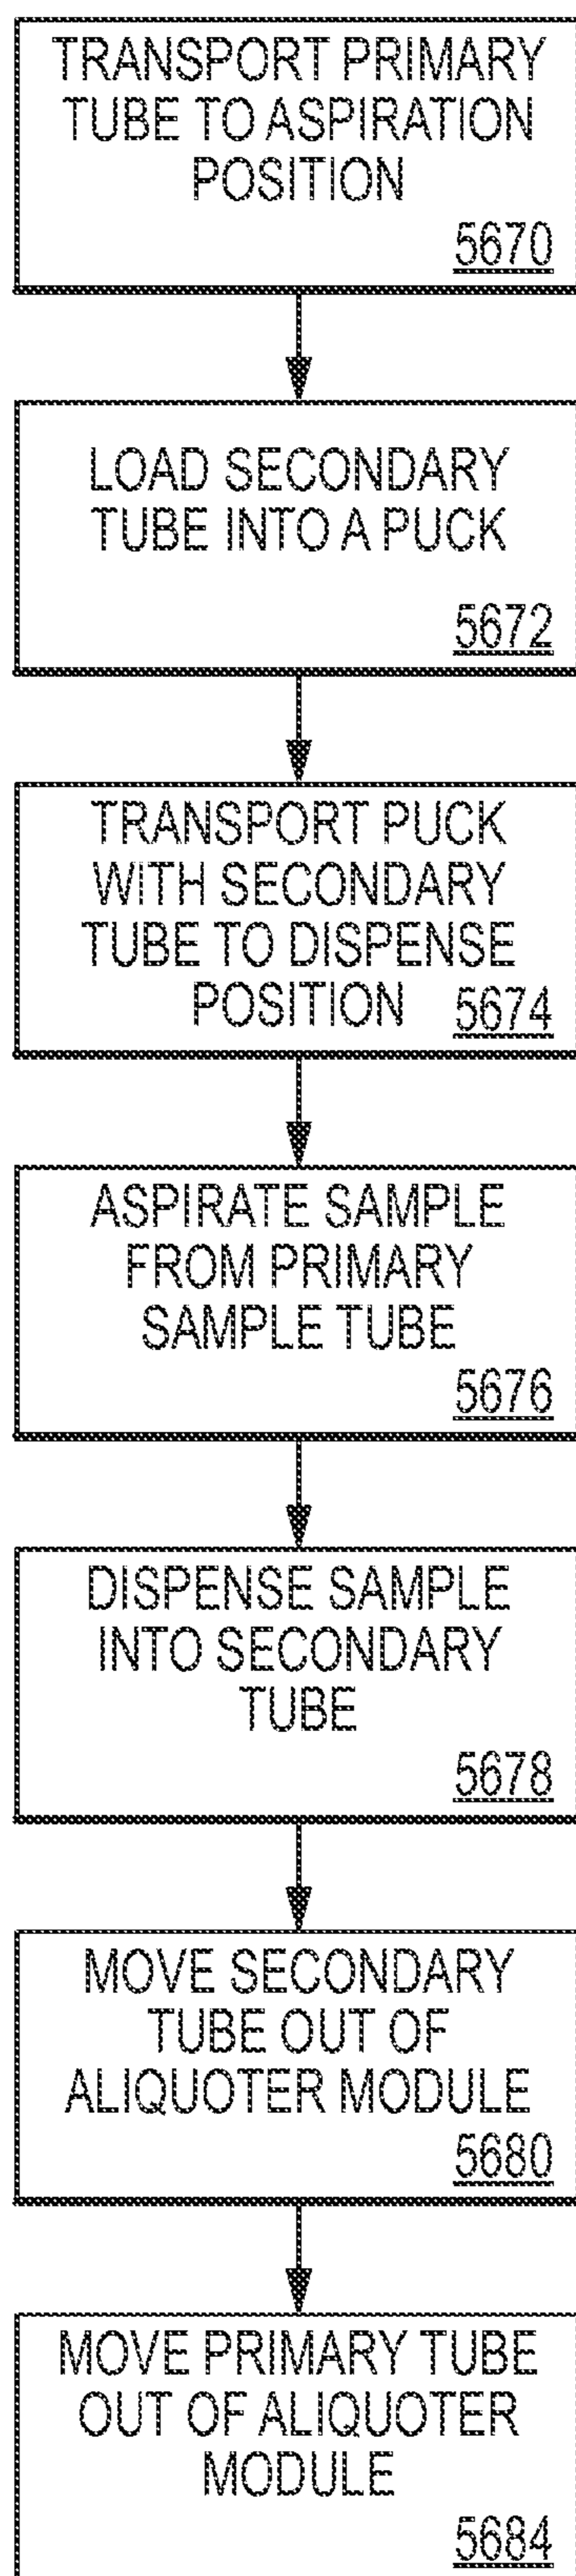 TRANSPORT PRIMARY
TUBE TO ASPIRATION
POSITION
5670
LOAD SECONDARY
TUBE INTO A PUCK
5672
TRANSPORT PUCK
WITH SECONDARY
TUBE TO DISPENSE
POSITION 5674
ASPIRATE SAMPLE
FROM PRIMARY
SAMPLE TUBE
5676
DISPENSE SAMPLE
INTO SECONDARY
TUBE
5678
MOVE SECONDARY
TUBE OUT OF
ALIQUOTER MODULE
5680
MOVE PRIMARY TUBE
OUT OF ALIQUOTER
MODULE
5684